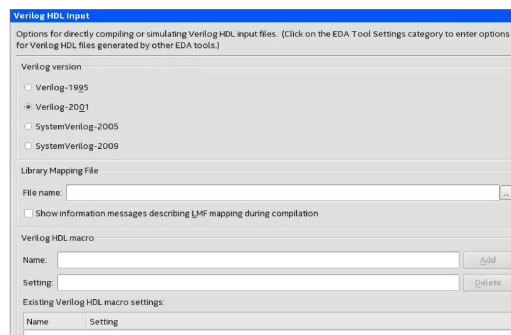 Verilog HDL Input
Options for directly compiling or simulating Verilog HDL input files. (Click on the EDA Tool Settings category to enter options
for Verilog HDL files generated by other EDA tools.)
Verilog version
Verilog-1995
Verilog-2001
SystemVerilog-2005
SystemVerilog-2009
Library Mapping File
File name:
...
Show information messages describing LMF mapping during compilation
Verilog HDL macro
Name:
Add
Setting:
Delete
Existing Verilog HDL macro settings:
Name Setting